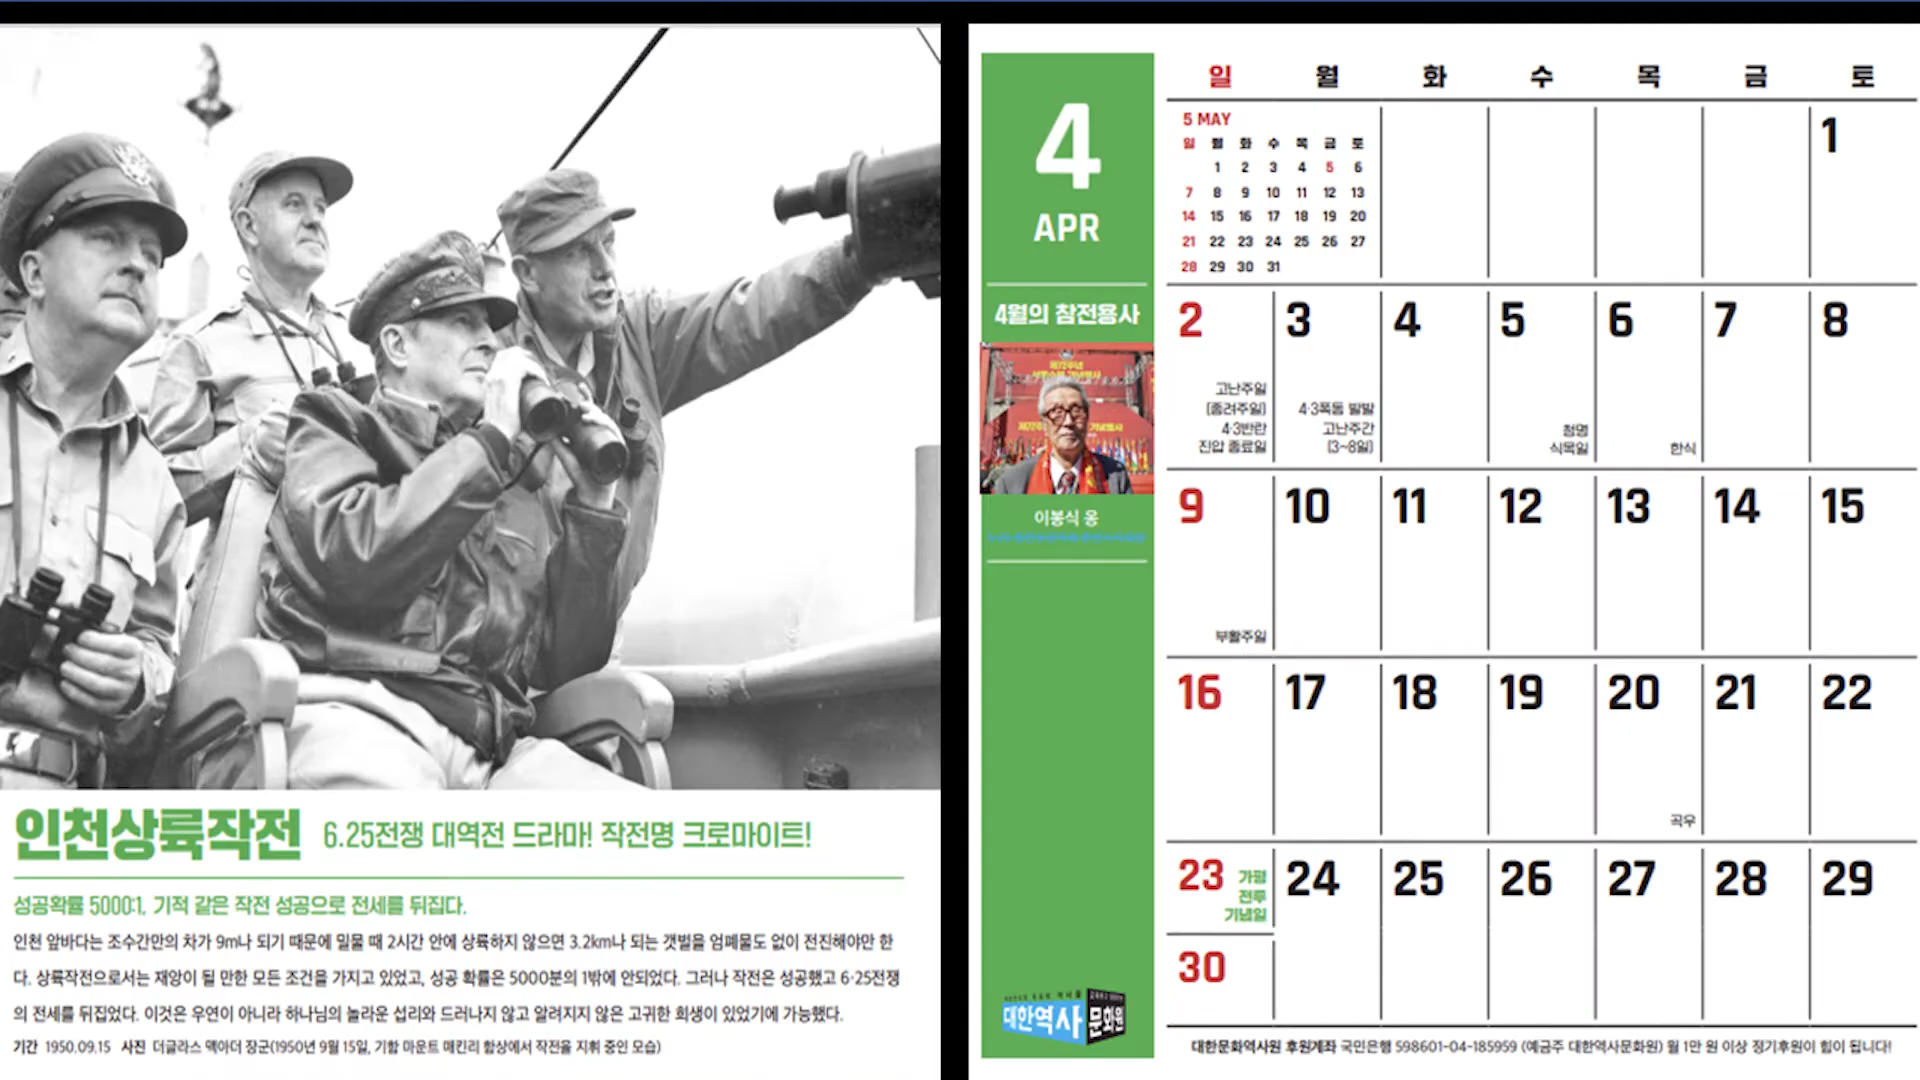 인천상륙작전 6.25전쟁 대역전 드라마! 작전명 크로마이트!
성공확률 5000:1, 기적 같은 작전 성공으로 전세를 뒤집다.
인천 앞바다는 조수간만의 차가 9m나 되기 때문에 밀물 때 2시간 안에 상륙하지 않으면 3.2km나 되는 갯벌을 엄폐물도 없이 전진해야만 한
다. 상륙작전으로서는 재앙이 될 만한 모든 조건을 가지고 있었고, 성공 확률은 5000분의 1밖에 안되었다. 그러나 작전은 성공했고 6·25전쟁
의 전세를 뒤집었다. 이것은 우연이 아니라 하나님의 놀라운 섭리와 드러나지 않고 알려지지 않은 고귀한 희생이 있었기에 가능했다.
기간 1950.09.15 사진 더글라스 맥아더 장군(1950년 9월 15일, 기함 마운트 매킨리 함상에서 작전을 지휘 중인 모습)
4
APR
4월의 참전용사
이봉식 옹
대한역사
문화원
일 월 화 수 목 금 토
5 MAY
일 월 화 수 목 금 토
1 2 3 4 5 6
7 8 9 10 11 12 13
14 15 16 17 18 19 20
21 22 23 24 25 26 27
28 29 30 31
1
2 3 4 5 6 7 8
고난주일
(종려주일)
4·3반란
진압 종료일
4·3폭동 발발
고난주간
(3~8일)
청명
식목일
한식
9 10 11 12 13 14 15
부활주일
16 17 18 19 20 21 22
곡우
23 24 25 26 27 28 29
가평
전투
기념일
30
대한문화역사원 후원계좌 국민은행 598601-04-185959 (예금주 대한역사문화원) 월 1만 원 이상 정기후원이 힘이 됩니다!